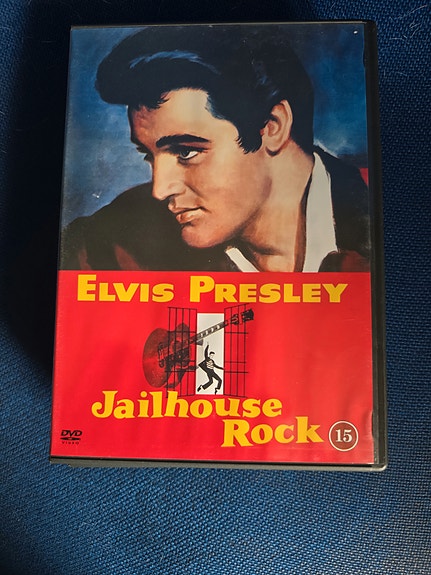 ELVIS PRESLEY
Jailhouse
Rock
15
DVD
VIDEO